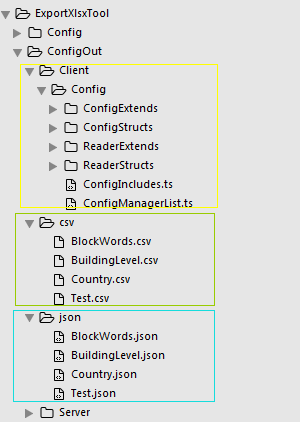 ExportXlsxTool
Config
ConfigOut
Client
Config
ConfigExtends
ConfigStructs
ReaderExtends
ReaderStructs
ConfigIncludes.ts
ConfigManagerList.ts
csv
BlockWords.csv
BuildingLevel.csv
Country.csv
Test.csv
json
BlockWords.json
BuildingLevel.json
Country.json
Test.json
Server